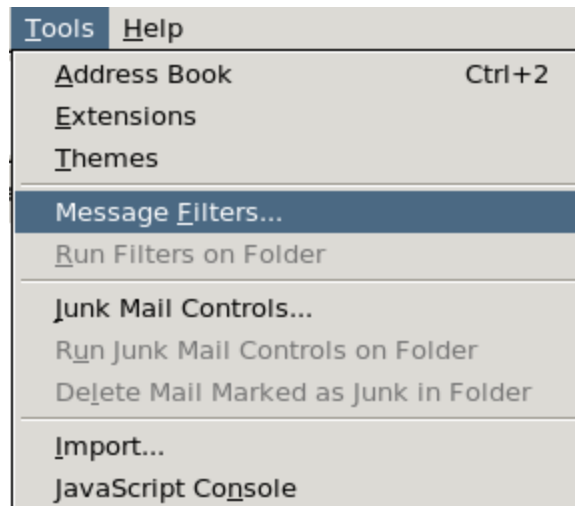 Tools Help
Address Book Ctrl+2
Extensions
Themes
Message Filters...
Run Filters on Folder
Junk Mail Controls...
Run Junk Mail Controls on Folder
Delete Mail Marked as Junk in Folder
Import...
JavaScript Console